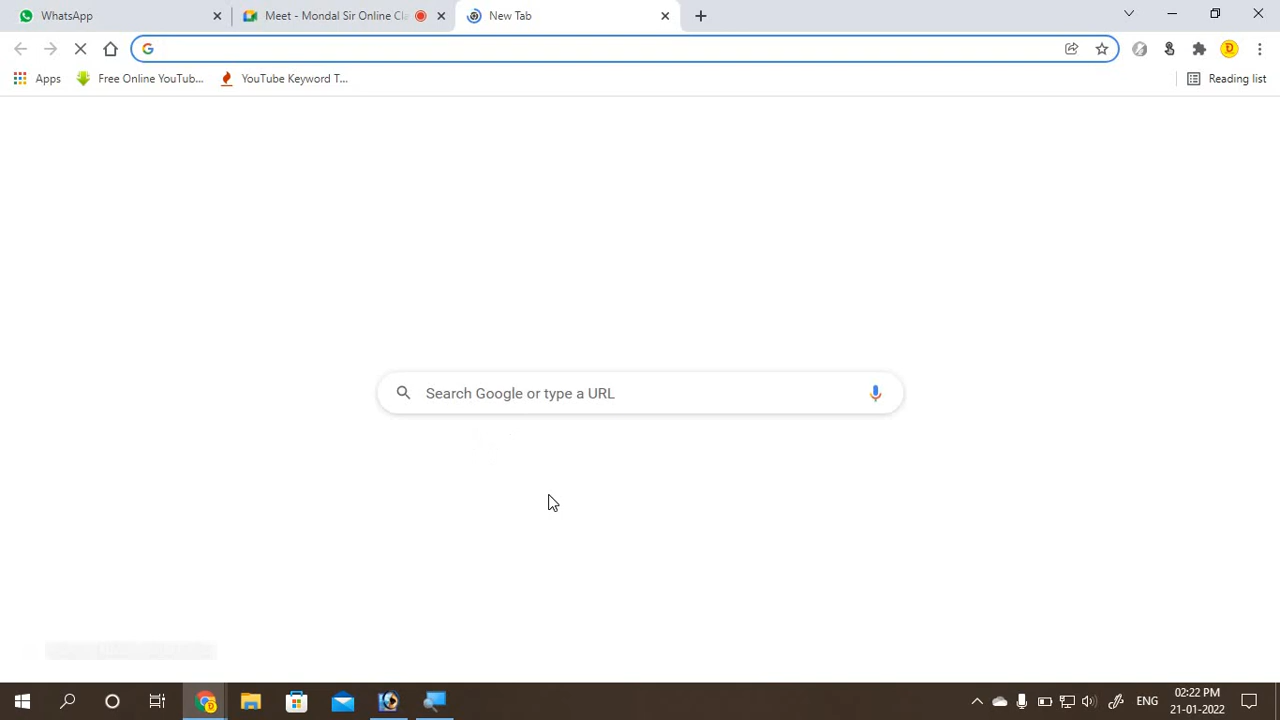 WhatsApp
Meet - Mondal Sir Online Cla
New Tab
Apps
Free Online YouTub...
YouTube Keyword T...
Reading list
Search Google or type a URL
ENG
02:22 PM
21-01-2022